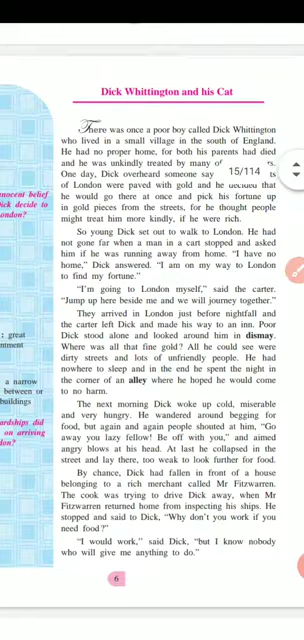 Dick Whittington and his Cat
There was once a poor boy called Dick Whittington
who lived in a small village in the south of England.
He had no proper home, for both his parents had died
and he was unkindly treated by many of rs.
One day, Dick overheard someone say 15/114 ts
of London were paved with gold and he decided that
he would go there at once and pick his fortune up
in gold pieces from the streets, for he thought people
might treat him more kindly, if he were rich.
So young Dick set out to walk to London. He had
not gone far when a man in a cart stopped and asked
him if he was running away from home. “I have no
home,” Dick answered. “I am on my way to London
to find my fortune.”
“I’m going to London myself,” said the carter.
“Jump up here beside me and we will journey together.”
They arrived in London just before nightfall and
the carter left Dick and made his way to an inn. Poor
Dick stood alone and looked around him in dismay.
Where was all that fine gold? All he could see were
dirty streets and lots of unfriendly people. He had
nowhere to sleep and in the end he spent the night in
the corner of an alley where he hoped he would come
to no harm.
The next morning Dick woke up cold, miserable
and very hungry. He wandered around begging for
food, but again and again people shouted at him, “Go
away you lazy fellow! Be off with you,” and aimed
angry blows at his head. At last he collapsed in the
street and lay there, too weak to look further for food.
By chance, Dick had fallen in front of a house
belonging to a rich merchant called Mr Fitzwarren.
The cook was trying to drive Dick away, when Mr
Fitzwarren returned home from inspecting his ships. He
stopped and said to Dick, “Why don’t you work if you
need food?”
“I would work,” said Dick, “but I know nobody
who will give me anything to do.”
6
nnocent belief
ick decide to
ondon?
: great
ntment
a narrow
between or
buildings
ardships did
on arriving
don?